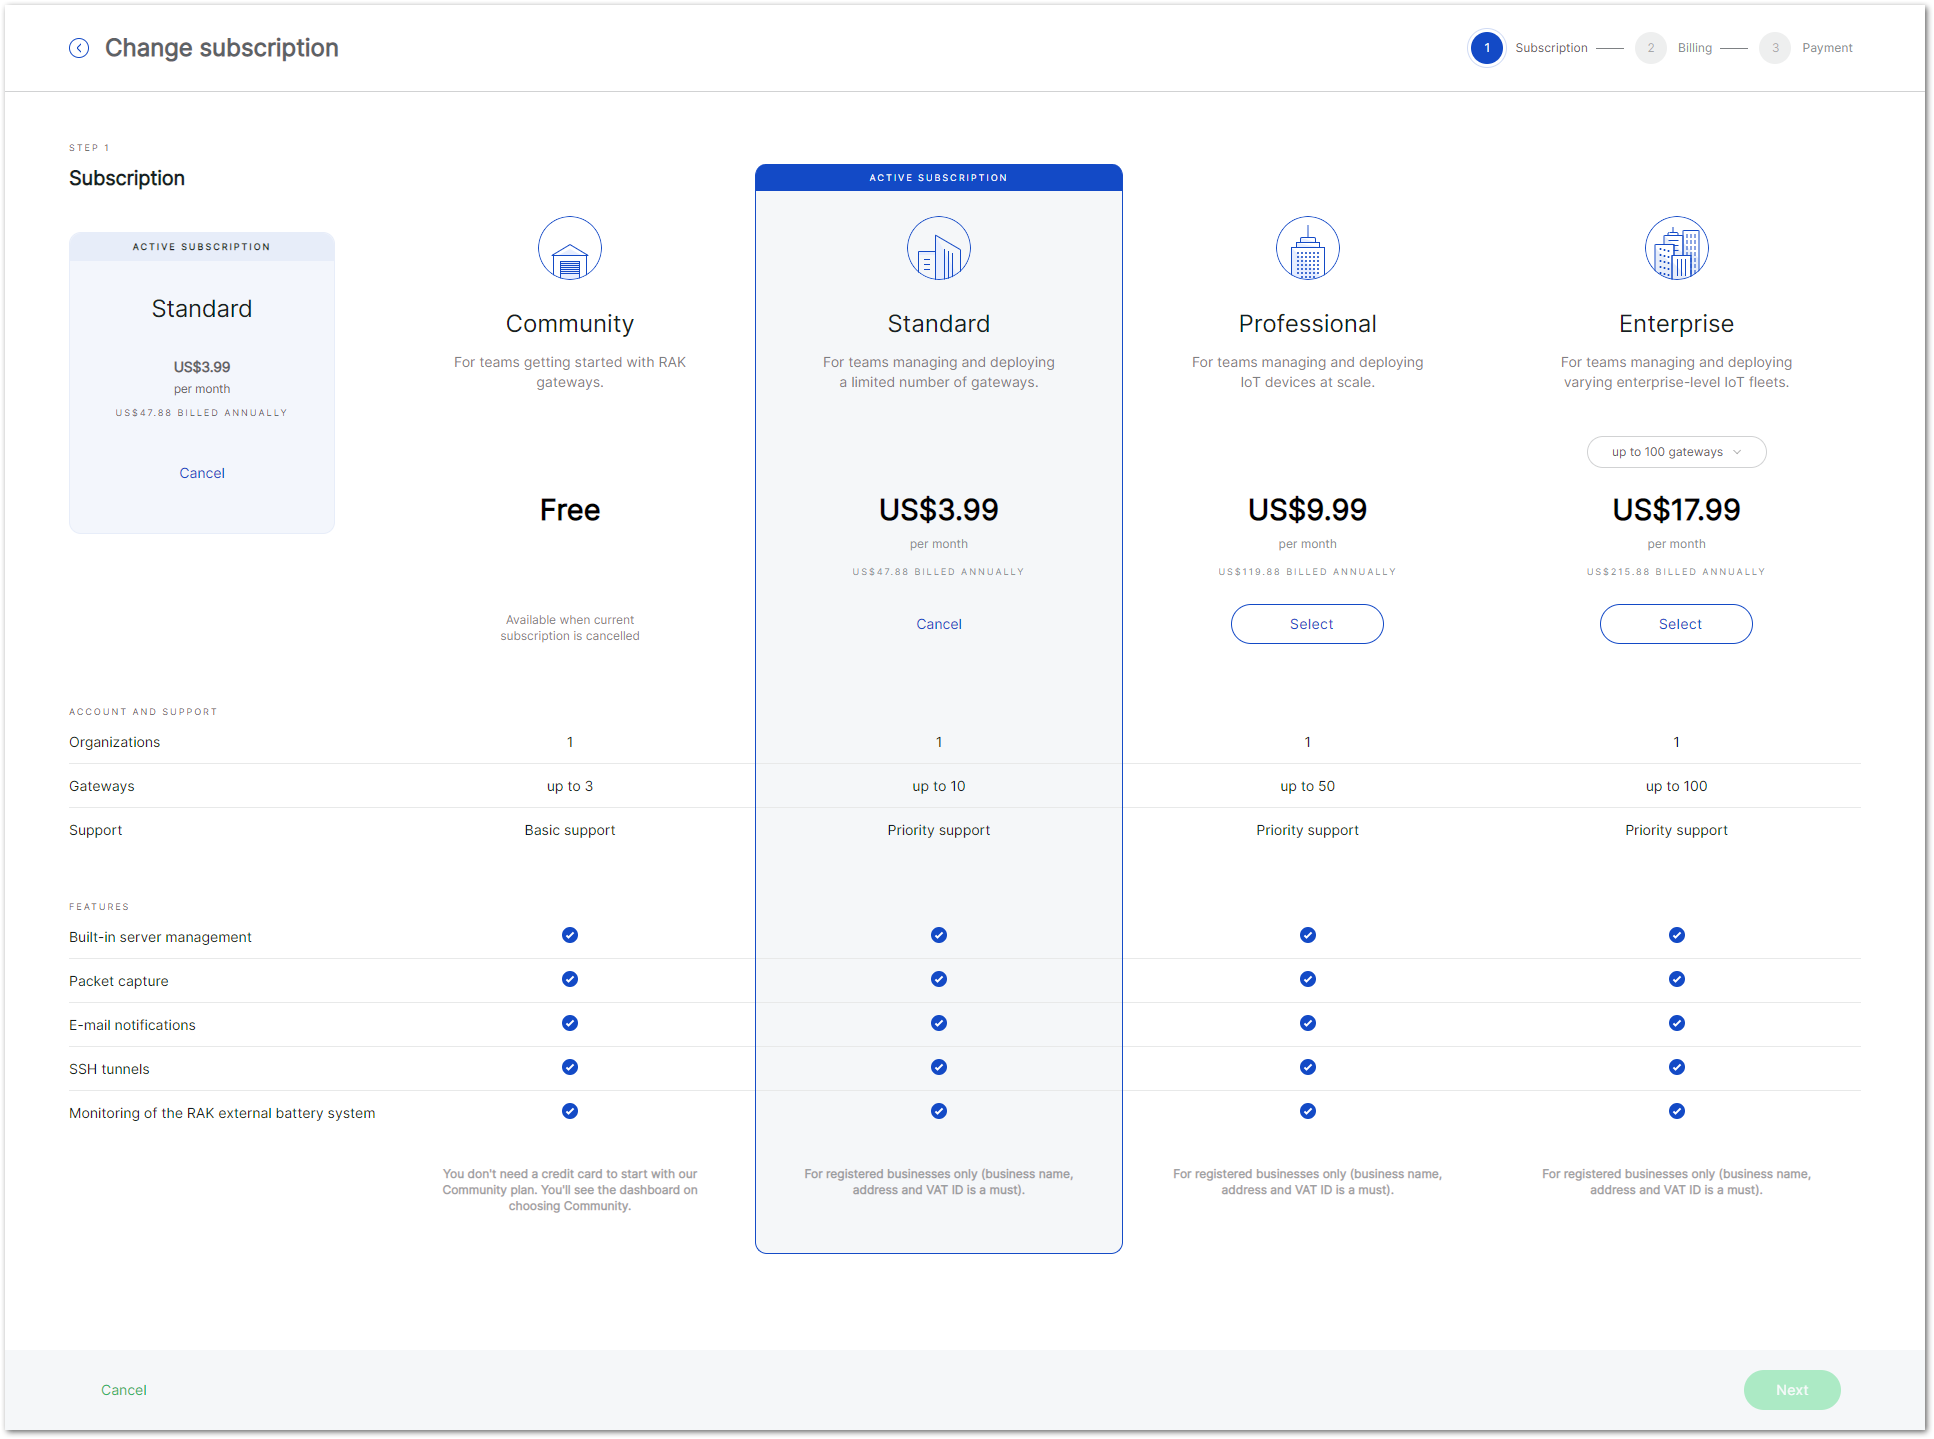 Change subscription
1 Subscription 2 Billing 3 Payment
STEP 1
Subscription
ACTIVE SUBSCRIPTION
Standard
US$3.99
per month
US$47.88 BILLED ANNUALLY
Cancel
Community
For teams getting started with RAK
gateways.
Free
Available when current
subscription is cancelled
ACTIVE SUBSCRIPTION
Standard
For teams managing and deploying
a limited number of gateways.
US$3.99
per month
US$47.88 BILLED ANNUALLY
Cancel
Professional
For teams managing and deploying
IoT devices at scale.
US$9.99
per month
US$119.88 BILLED ANNUALLY
Select
Enterprise
For teams managing and deploying
varying enterprise-level IoT fleets.
up to 100 gateways
US$17.99
per month
US$215.88 BILLED ANNUALLY
Select
ACCOUNT AND SUPPORT
Organizations 1 1 1 1
Gateways up to 3 up to 10 up to 50 up to 100
Support Basic support Priority support Priority support Priority support
FEATURES
Built-in server management
Packet capture
E-mail notifications
SSH tunnels
Monitoring of the RAK external battery system
You don't need a credit card to start with our
Community plan. You'll see the dashboard on
choosing Community.
For registered businesses only (business name,
address and VAT ID is a must).
For registered businesses only (business name,
address and VAT ID is a must).
For registered businesses only (business name,
address and VAT ID is a must).
Cancel
Next